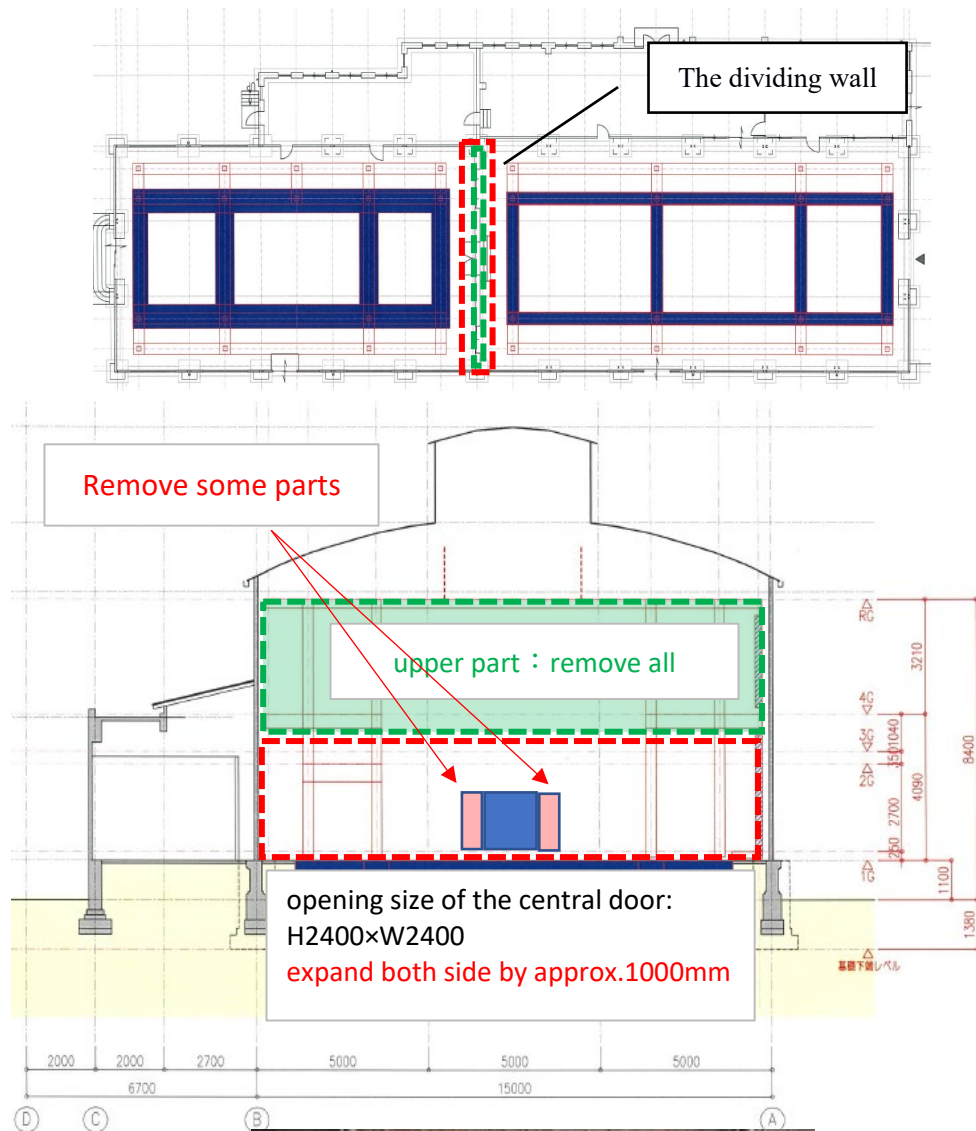 The dividing wall
Remove some parts
upper part：remove all
RG
4G
3G
2G
1G
3210
1040
350
2700
250
4090
8400
1100
1380
基礎下端レベル
opening size of the central door:
H2400×W2400
expand both side by approx.1000mm
2000
2000
2700
5000
5000
5000
6700
15000
D
C
B
A